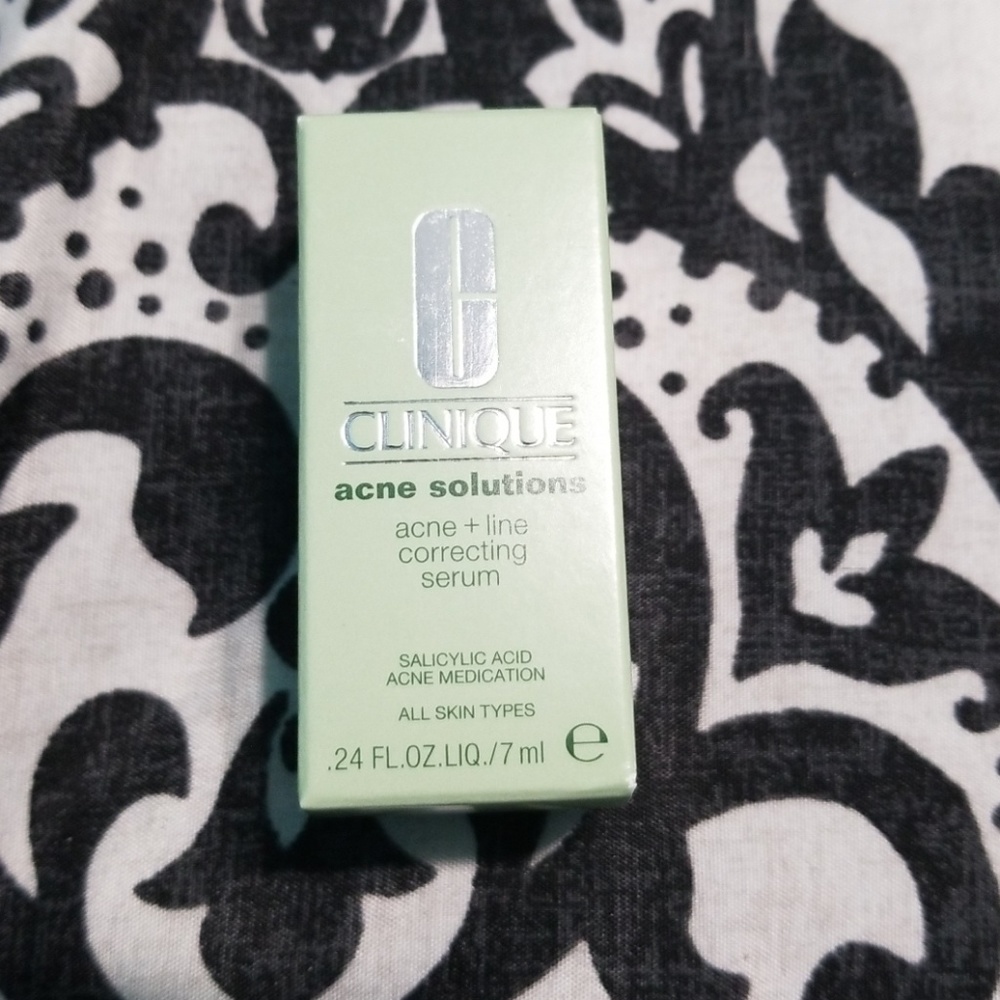 C
CLINIQUE
acne solutions
acne + line
correcting
serum
SALICYLIC ACID
ACNE MEDICATION
ALL SKIN TYPES
.24 FL.OZ.LIQ./7 ml ℮